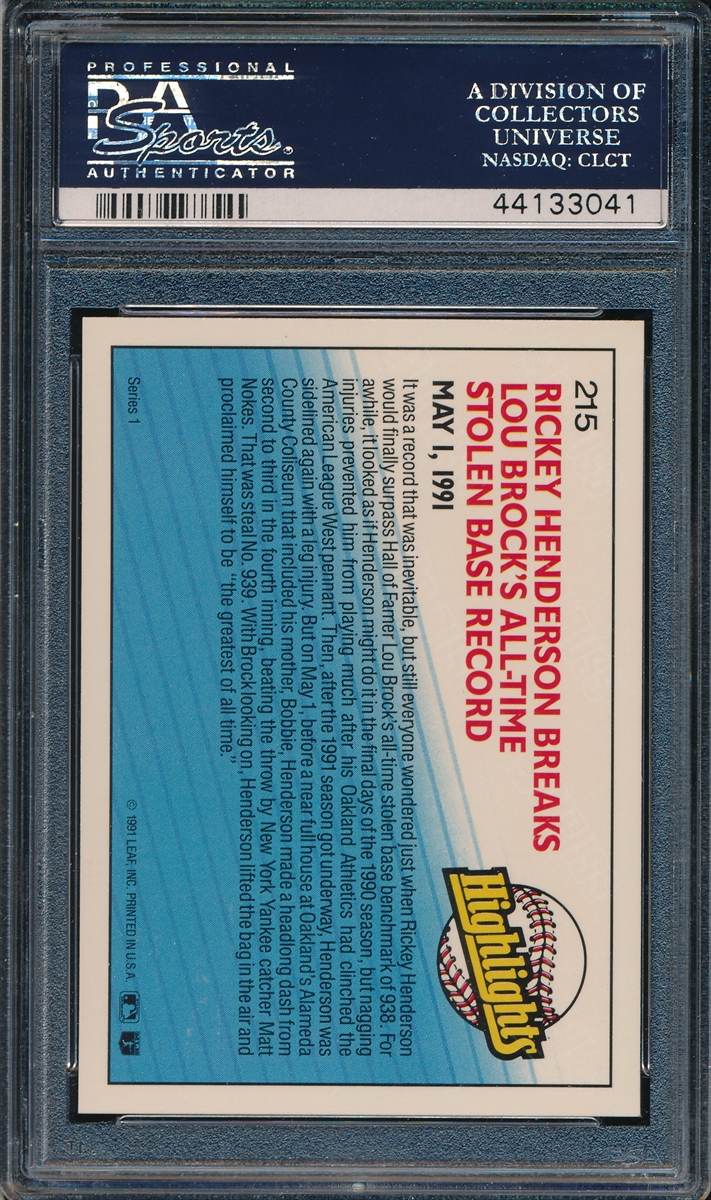 PROFESSIONAL
PSA
Sports.
AUTHENTICATOR
A DIVISION OF
COLLECTORS
UNIVERSE
NASDAQ: CLCT
44133041
215
RICKEY HENDERSON BREAKS
LOU BROCK'S ALL-TIME
STOLEN BASE RECORD
MAY 1, 1991
Highlights
It was a record that was inevitable, but still everyone wondered just when Rickey Henderson
would finally surpass Hall of Famer Lou Brock's all-time stolen base benchmark of 938. For
awhile, it looked as if Henderson might do it in the final days of the 1990 season, but nagging
injuries prevented him from playing much after his Oakland Athletics had clinched the
American League West pennant. Then, after the 1991 season got underway, Henderson was
sidelined again with a leg injury. But on May 1, before a near full house at Oakland's Alameda
County Coliseum that included his mother, Bobbie, Henderson made a headlong dash from
second to third in the fourth inning, beating the throw by New York Yankee catcher Matt
Nokes. That was steal No. 939. With Brock looking on, Henderson lifted the bag in the air and
proclaimed himself to be "the greatest of all time."
Series 1
© 1991 LEAF, INC. PRINTED IN U.S.A.